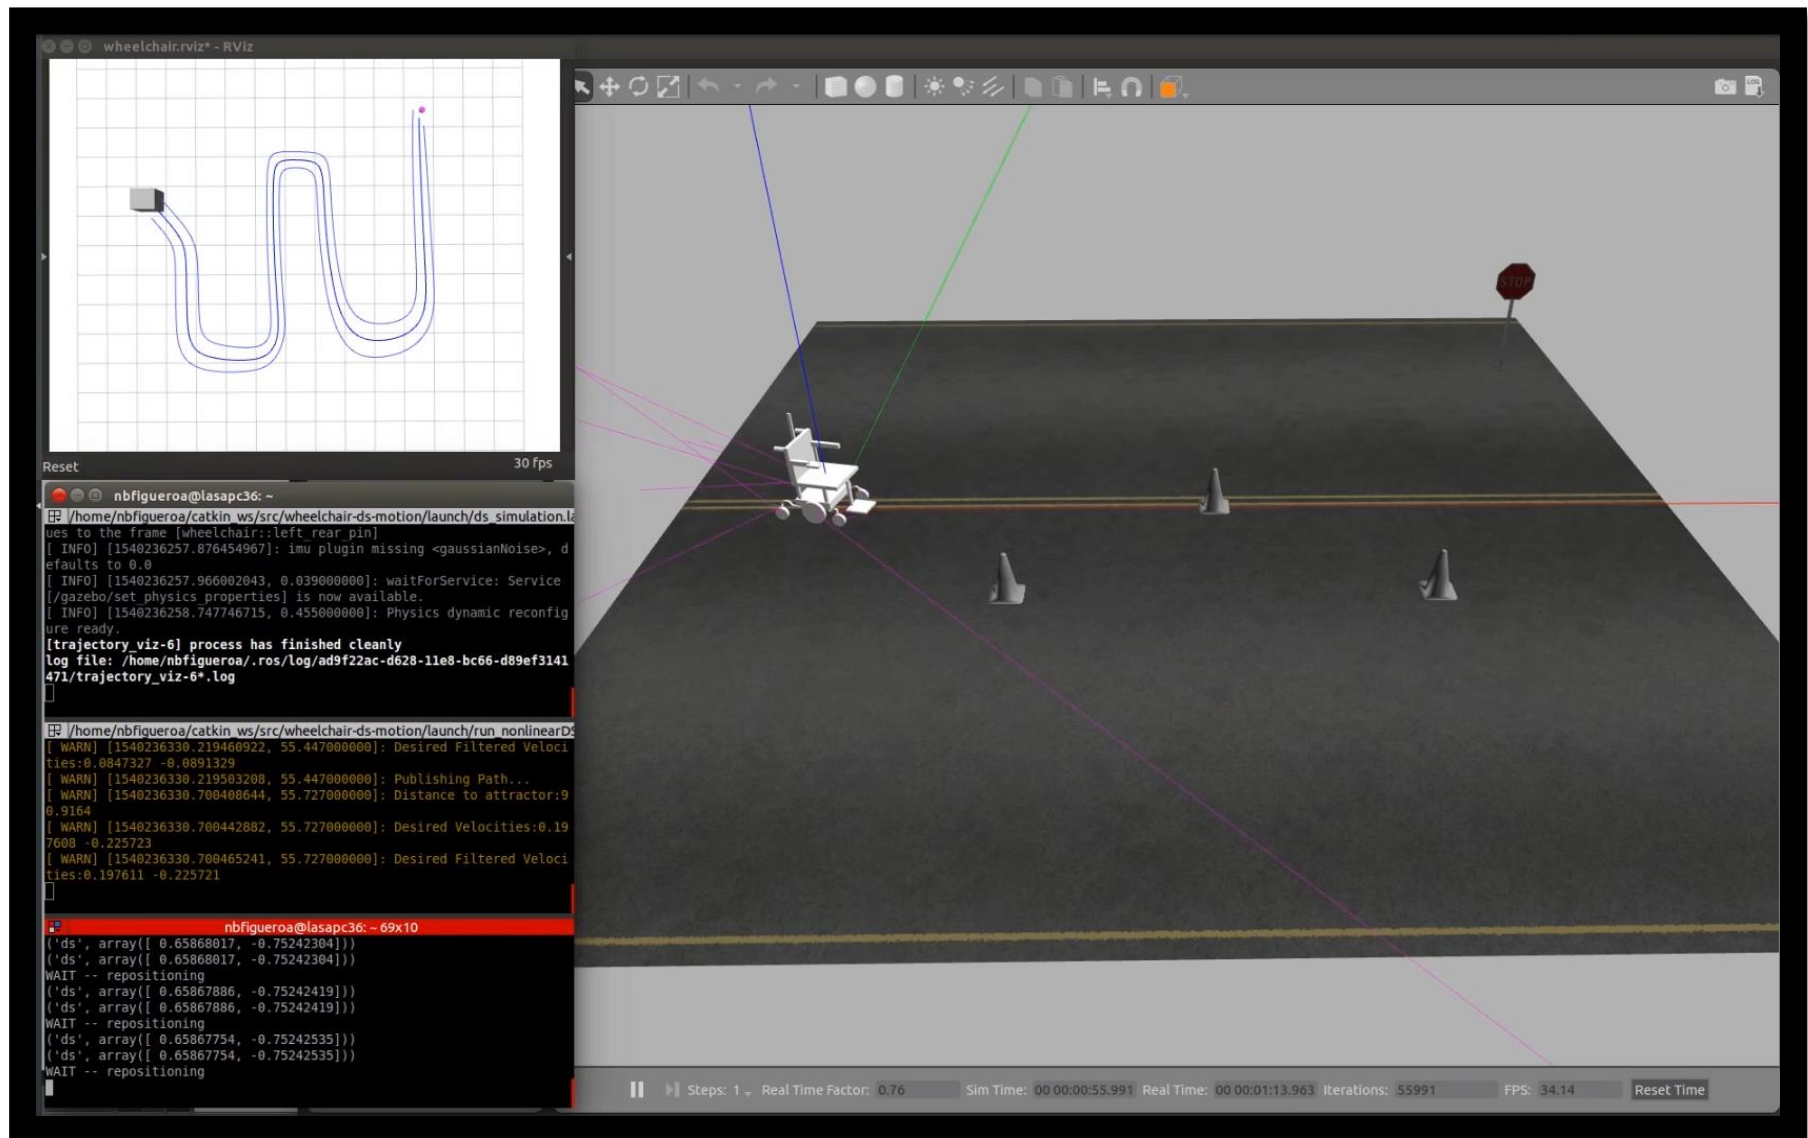 wheelchair.rviz* - RViz
Reset
30 fps
nbfigueroa@lasapc36: ~
/home/nbfigueroa/catkin_ws/src/wheelchair-ds-motion/launch/ds_simulation.la
ues to the frame [wheelchair::left_rear_pin]
[ INFO] [1540236257.876454967]: imu plugin missing <gaussianNoise>, d
efaults to 0.0
[ INFO] [1540236257.966002043, 0.039000000]: waitForService: Service
[/gazebo/set_physics_properties] is now available.
[ INFO] [1540236258.747746715, 0.455000000]: Physics dynamic reconfig
ure ready.
[trajectory_viz-6] process has finished cleanly
log file: /home/nbfigueroa/.ros/log/ad9f22ac-d628-11e8-bc66-d89ef3141
471/trajectory_viz-6*.log
/home/nbfigueroa/catkin_ws/src/wheelchair-ds-motion/launch/run_nonlinearDS
[ WARN] [1540236330.219460922, 55.447000000]: Desired Filtered Veloci
ties:0.0847327 -0.0891329
[ WARN] [1540236330.219503208, 55.447000000]: Publishing Path...
[ WARN] [1540236330.700408644, 55.727000000]: Distance to attractor:9
0.9164
[ WARN] [1540236330.700442882, 55.727000000]: Desired Velocities:0.19
7608 -0.225723
[ WARN] [1540236330.700465241, 55.727000000]: Desired Filtered Veloci
ties:0.197611 -0.225721
nbfigueroa@lasapc36: ~ 69x10
('ds', array([ 0.65868017, -0.75242304]))
('ds', array([ 0.65868017, -0.75242304]))
WAIT -- repositioning
('ds', array([ 0.65867886, -0.75242419]))
('ds', array([ 0.65867886, -0.75242419]))
WAIT -- repositioning
('ds', array([ 0.65867754, -0.75242535]))
('ds', array([ 0.65867754, -0.75242535]))
WAIT -- repositioning
LOG
STOP
Steps: 1 Real Time Factor: 0.76 Sim Time: 00 00:00:55.991 Real Time: 00 00:01:13.963 Iterations: 55991 FPS: 34.14 Reset Time